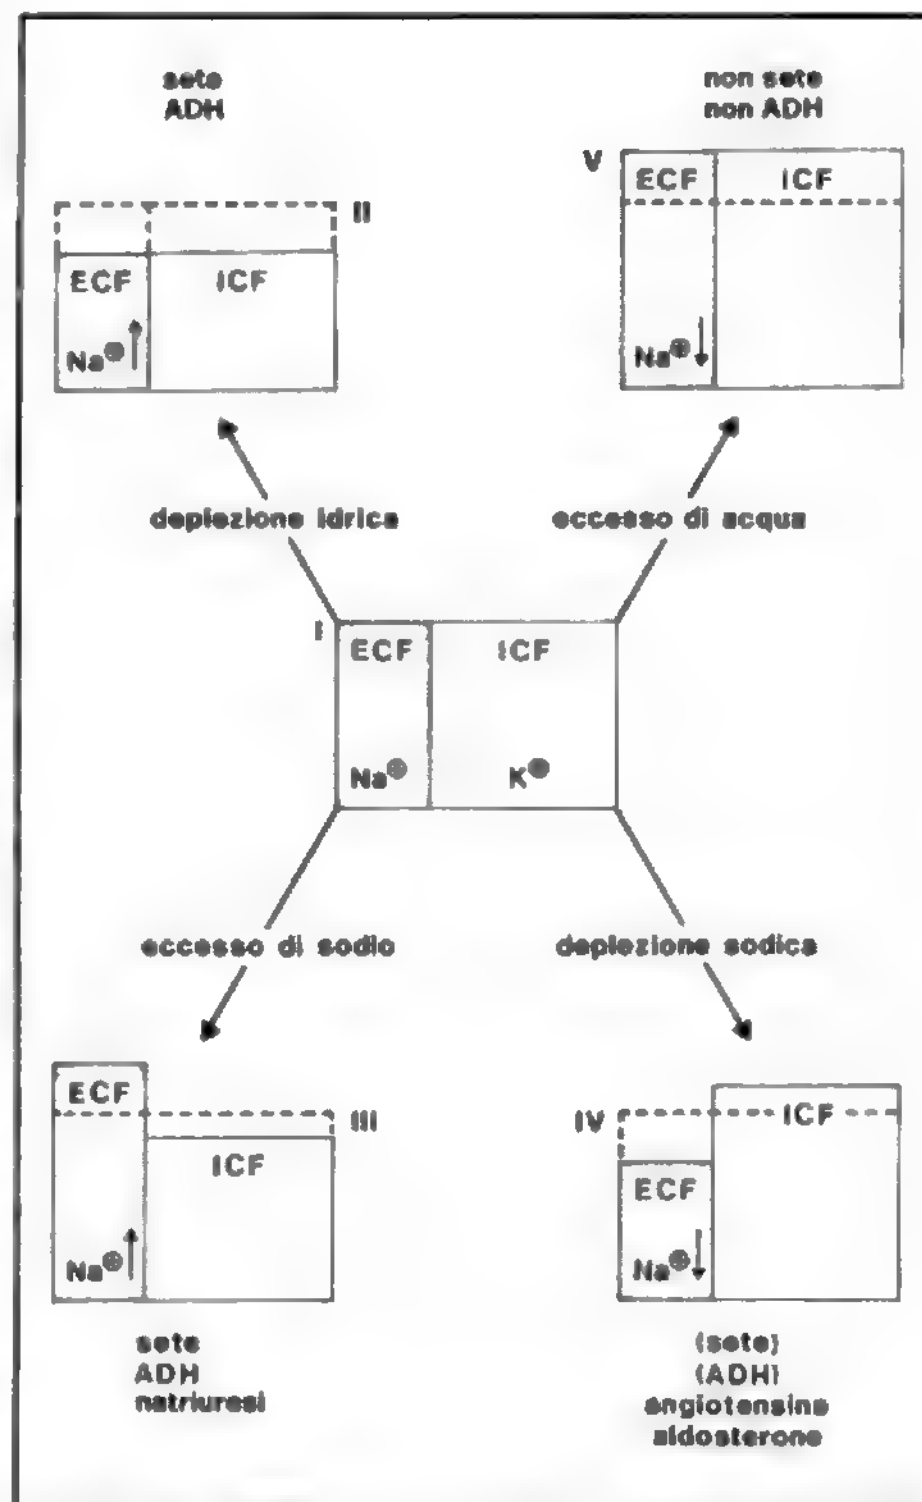 sete
ADH
non sete
non ADH
II
ECF ICF
Na⊕
V
ECF ICF
Na⊕
deplezione idrica
eccesso di acqua
I
ECF ICF
Na⊕ K⊕
eccesso di sodio
deplezione sodica
ECF
III
ICF
Na⊕
IV
ICF
ECF
Na⊕
sete
ADH
natriuresi
(sete)
(ADH)
angiotensina
aldosterone